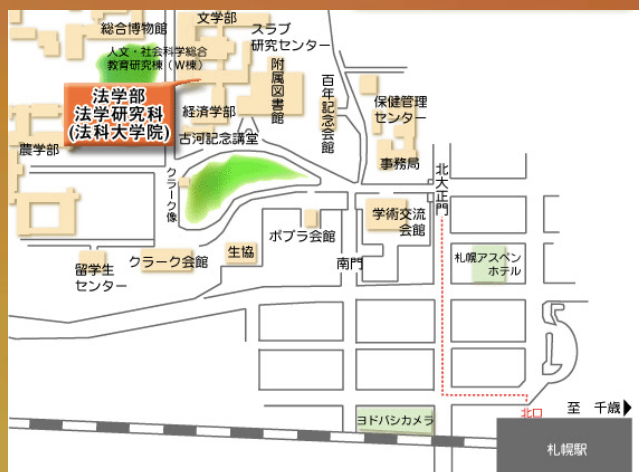 総合博物館
文学部
スラブ
研究センター
人文・社会科学総合
教育研究棟(W棟)
附属図書館
百年記念会館
保健管理
センター
法学部
法学研究科
(法科大学院)
経済学部
古河記念講堂
農学部
事務局
北大正門
クラーク像
学術交流
会館
ポプラ会館
生協
クラーク会館
留学生
センター
南門
札幌アスペン
ホテル
ヨドバシカメラ
北口
至 千歳
札幌駅